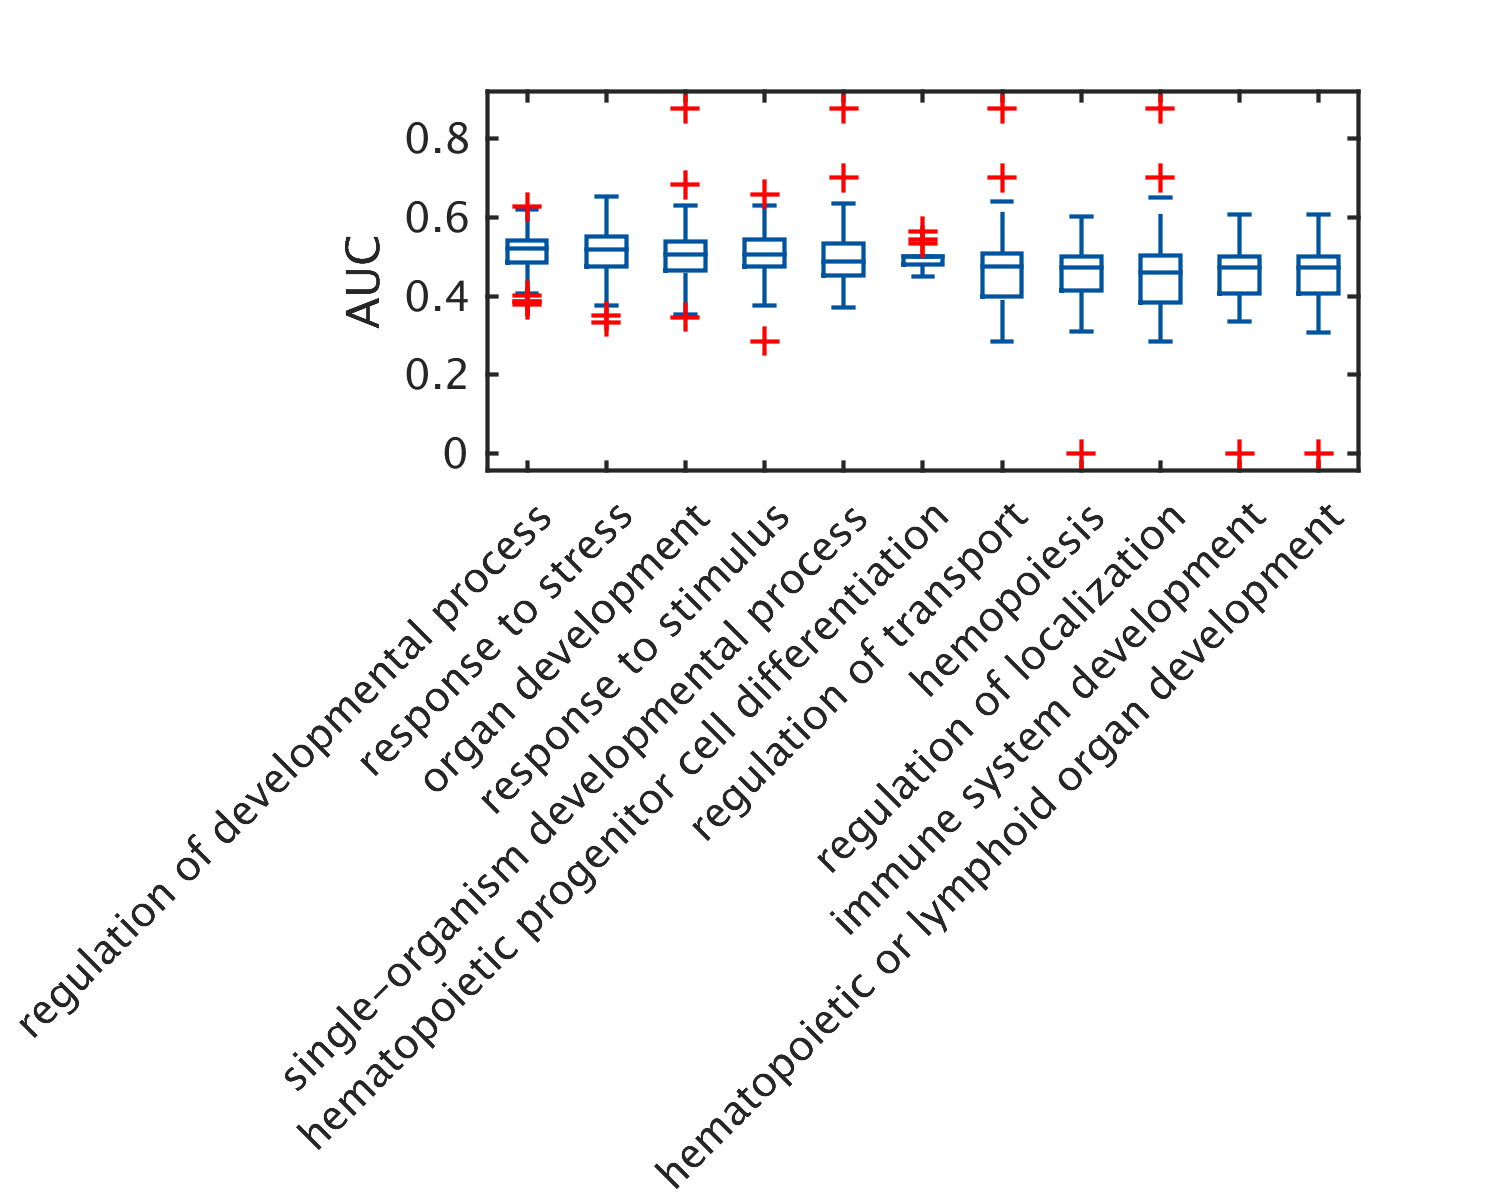 AUC
0.8
0.6
0.4
0.2
0
regulation of developmental process
response to stress
organ development
response to stimulus
single-organism developmental process
hematopoietic progenitor cell differentiation
regulation of transport
hemopoiesis
regulation of localization
immune system development
hematopoietic or lymphoid organ development